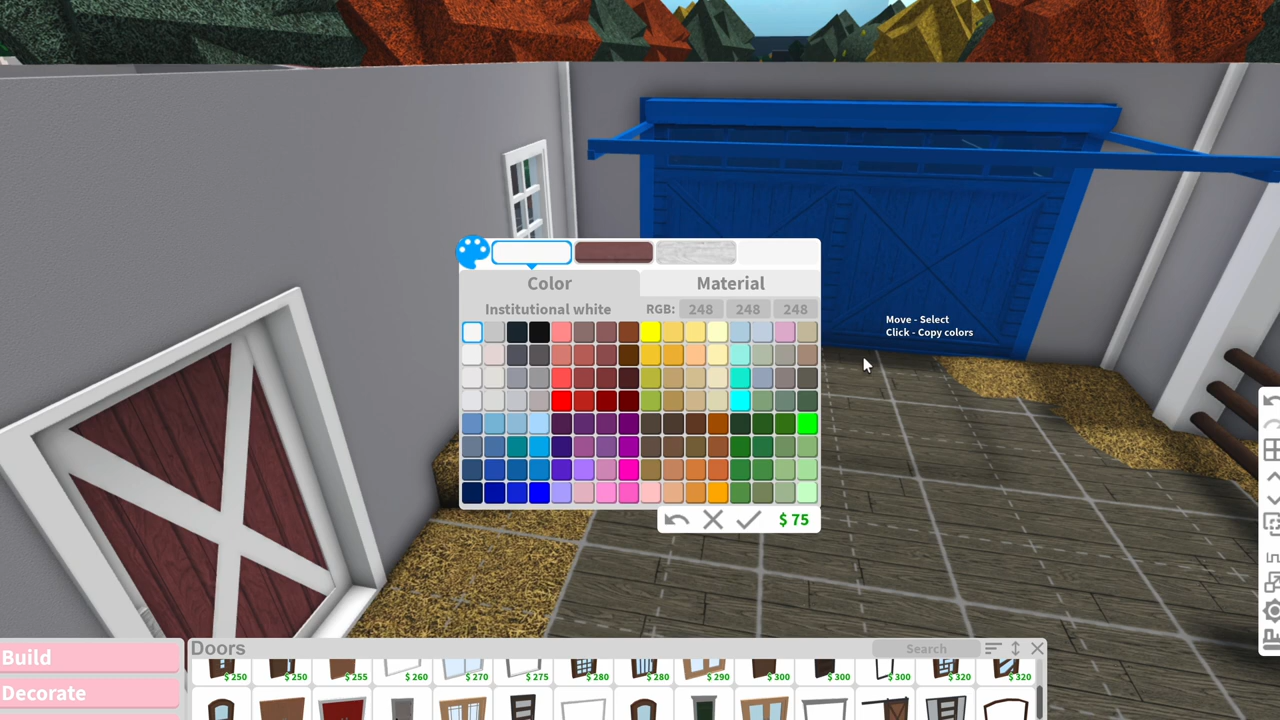 Color
Material
Institutional white
RGB: 248 248 248
Move - Select
Click - Copy colors
$ 75
Build
Decorate
Doors
Search
$ 250
$ 250
$ 255
$ 260
$ 270
$ 275
$ 280
$ 280
$ 290
$ 300
$ 300
$ 300
$ 320
$ 320